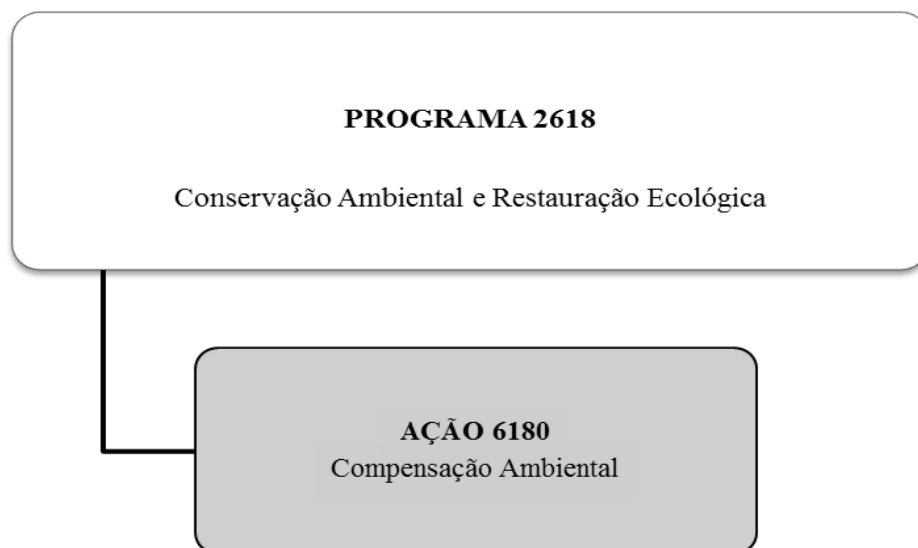 PROGRAMA 2618
Conservação Ambiental e Restauração Ecológica
AÇÃO 6180
Compensação Ambiental